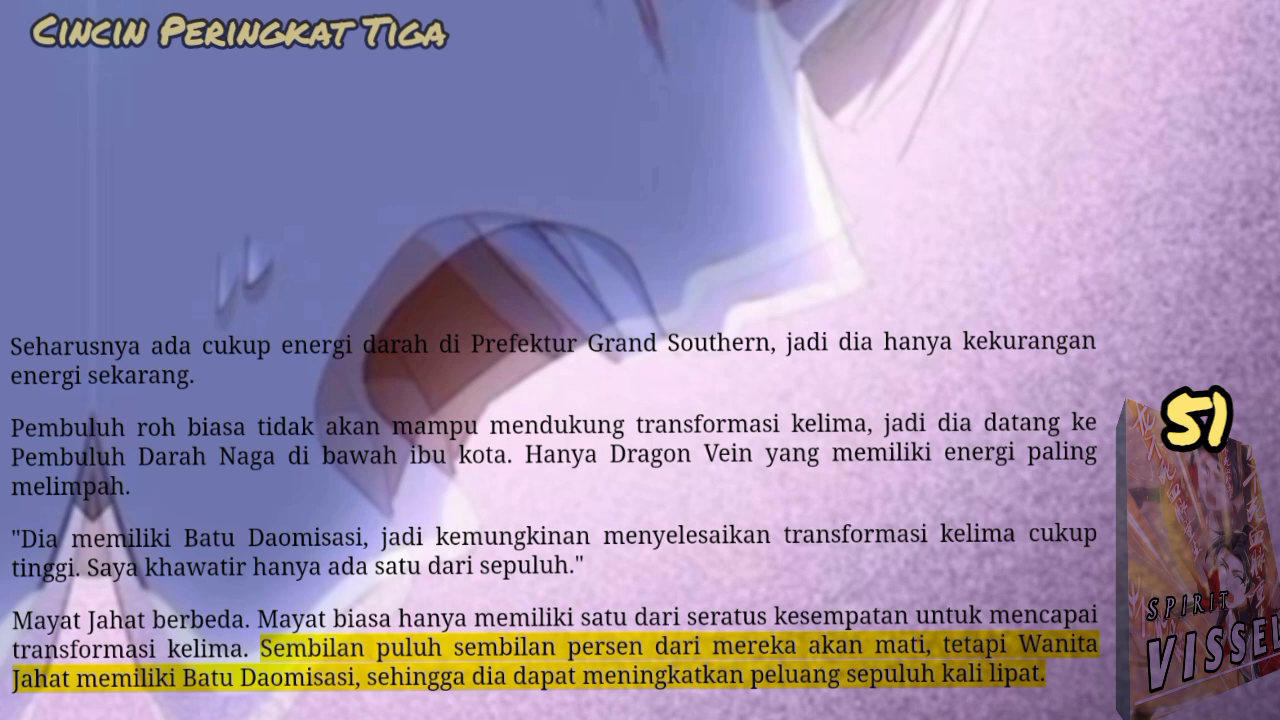 Cincin Peringkat Tiga
Seharusnya ada cukup energi darah di Prefektur Grand Southern, jadi dia hanya kekurangan
energi sekarang.
Pembuluh roh biasa tidak akan mampu mendukung transformasi kelima, jadi dia datang ke
Pembuluh Darah Naga di bawah ibu kota. Hanya Dragon Vein yang memiliki energi paling
melimpah.
"Dia memiliki Batu Daomisasi, jadi kemungkinan menyelesaikan transformasi kelima cukup
tinggi. Saya khawatir hanya ada satu dari sepuluh."
Mayat Jahat berbeda. Mayat biasa hanya memiliki satu dari seratus kesempatan untuk mencapai
transformasi kelima. Sembilan puluh sembilan persen dari mereka akan mati, tetapi Wanita
Jahat memiliki Batu Daomisasi, sehingga dia dapat meningkatkan peluang sepuluh kali lipat.
51
SPIRIT
VISSEL